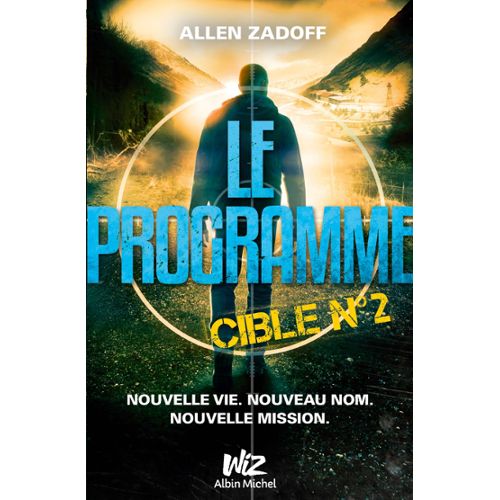 ALLEN ZADOFF
LE
PROGRAMME
CIBLE N°2
NOUVELLE VIE. NOUVEAU NOM.
NOUVELLE MISSION.
Wiz
Albin Michel